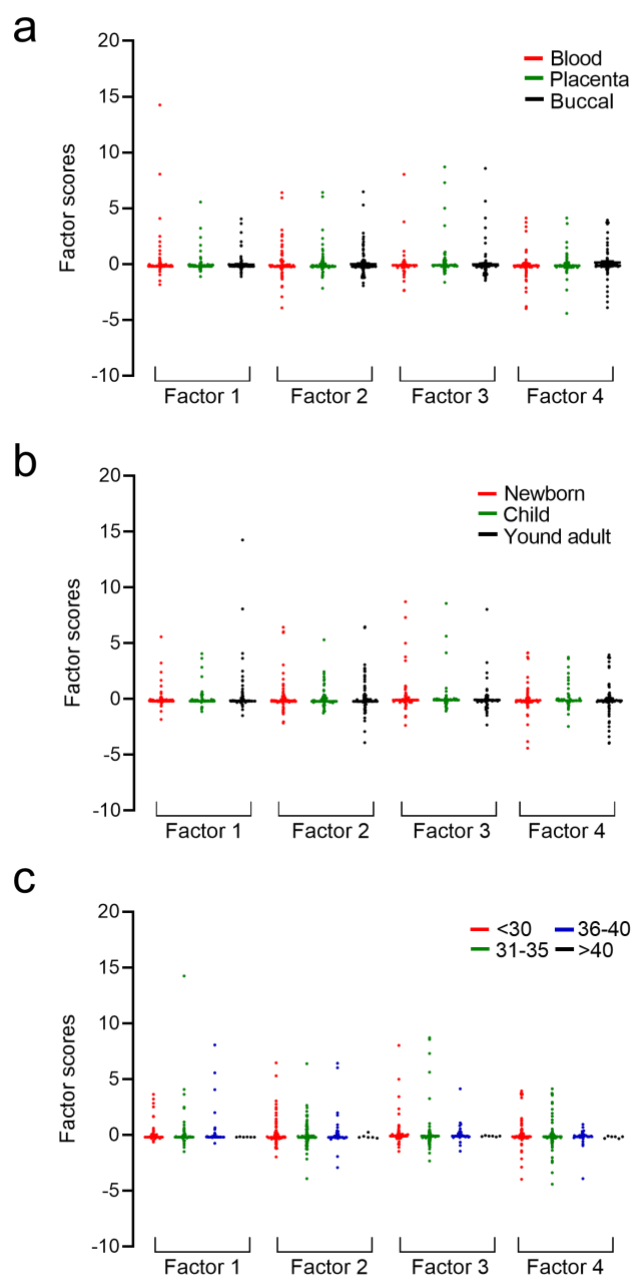 a
20
15
10
5
0
-5
-10
Factor scores
Blood
Placenta
Buccal
Factor 1 Factor 2 Factor 3 Factor 4
b
20
15
10
5
0
-5
-10
Factor scores
Newborn
Child
Yound adult
Factor 1 Factor 2 Factor 3 Factor 4
c
20
15
10
5
0
-5
-10
Factor scores
<30 36-40
31-35 >40
Factor 1 Factor 2 Factor 3 Factor 4